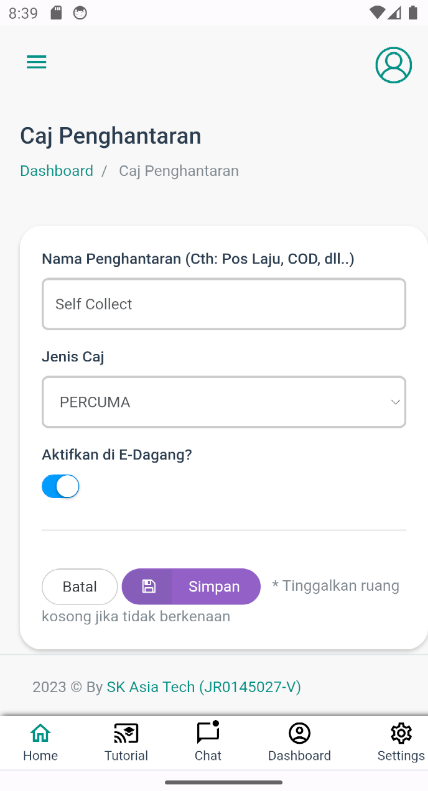 8:39
Caj Penghantaran
Dashboard / Caj Penghantaran
Nama Penghantaran (Cth: Pos Laju, COD, dll..)
Self Collect
Jenis Caj
PERCUMA
Aktifkan di E-Dagang?
Batal Simpan * Tinggalkan ruang
kosong jika tidak berkenaan
2023 © By SK Asia Tech (JR0145027-V)
Home Tutorial Chat Dashboard Settings